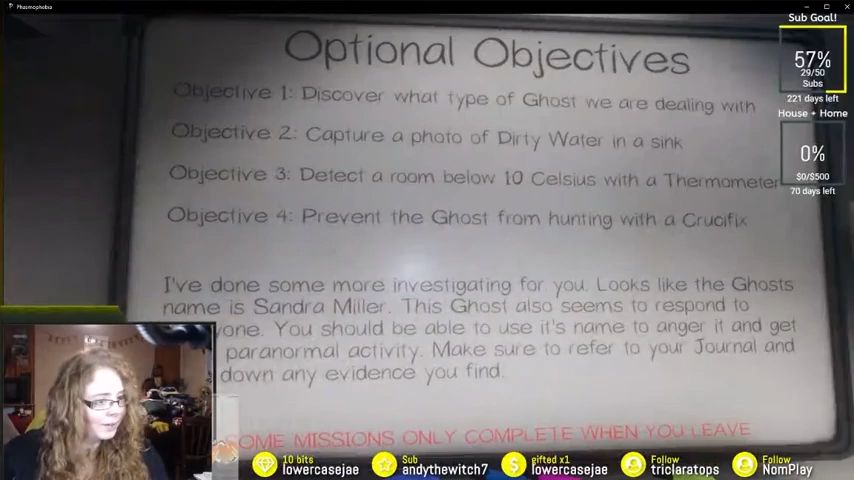 Phasmophobia
Sub Goal!
57%
29/50
Subs
221 days left
House + Home
0%
$0/$500
70 days left
Optional Objectives
Objective 1: Discover what type of Ghost we are dealing with
Objective 2: Capture a photo of Dirty Water in a sink
Objective 3: Detect a room below 10 Celsius with a Thermometer
Objective 4: Prevent the Ghost from hunting with a Crucifix
I've done some more investigating for you. Looks like the Ghosts
name is Sandra Miller. This Ghost also seems to respond to
yone. You should be able to use it's name to anger it and get
paranormal activity. Make sure to refer to your Journal and
down any evidence you find.
SOME MISSIONS ONLY COMPLETE WHEN YOU LEAVE
10 bits
lowercasejae
Sub
andythewitch7
gifted x1
lowercasejae
Follow
triclaratops
Follow
NomPlay